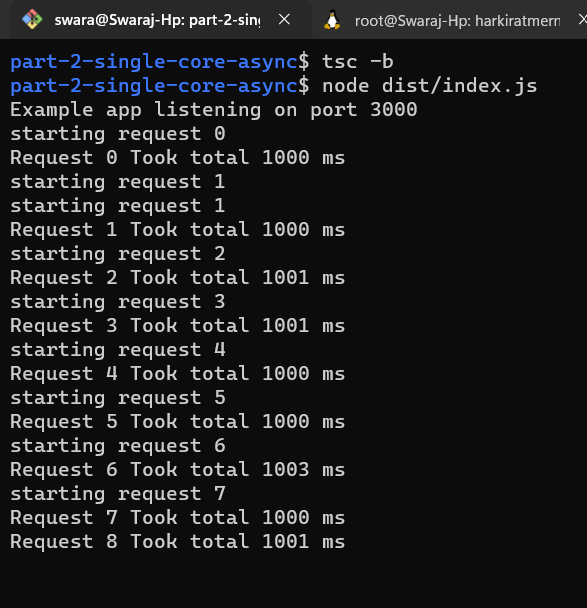 swara@Swaraj-Hp: part-2-sing
root@Swaraj-Hp: harkiratmern
part-2-single-core-async$ tsc -b
part-2-single-core-async$ node dist/index.js
Example app listening on port 3000
starting request 0
Request 0 Took total 1000 ms
starting request 1
starting request 1
Request 1 Took total 1000 ms
starting request 2
Request 2 Took total 1001 ms
starting request 3
Request 3 Took total 1001 ms
starting request 4
Request 4 Took total 1000 ms
starting request 5
Request 5 Took total 1000 ms
starting request 6
Request 6 Took total 1003 ms
starting request 7
Request 7 Took total 1000 ms
Request 8 Took total 1001 ms